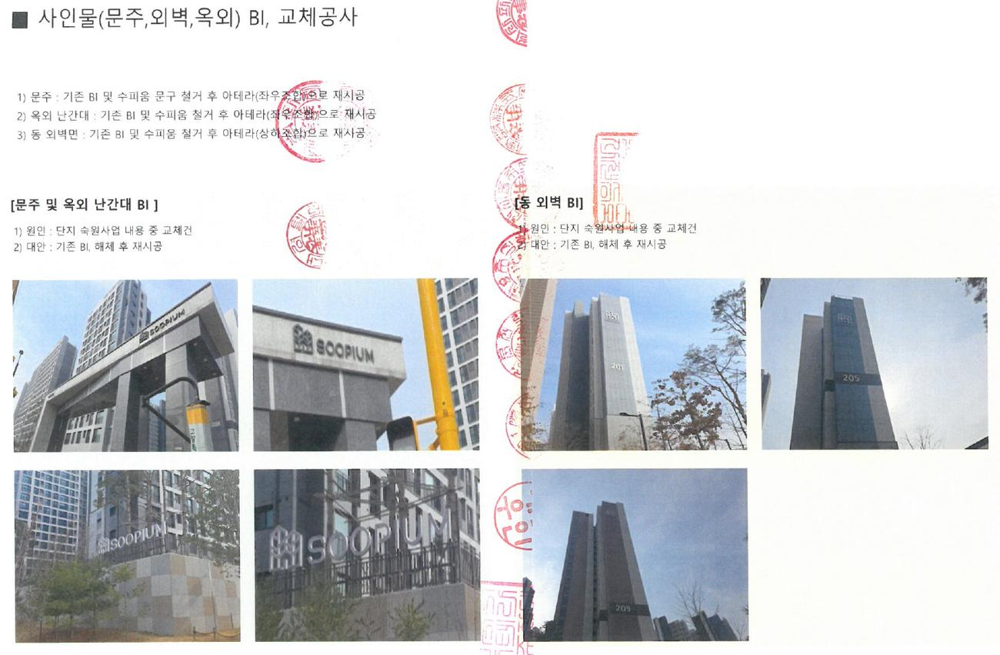 ■ 사인물(문주,외벽,옥외) BI, 교체공사
1) 문주 : 기존 BI 및 수피움 문구 철거 후 아테라(좌우조합)으로 재시공
2) 옥외 난간대 : 기존 BI 및 수피움 철거 후 아테라(좌우조합)으로 재시공
3) 동 외벽면 : 기존 BI 및 수피움 철거 후 아테라(상하조합)으로 재시공
[문주 및 옥외 난간대 BI ]
1) 원인 : 단지 숙원사업 내용 중 교체건
2) 대안 : 기존 BI, 해체 후 재시공
[동 외벽 BI]
1) 원인 : 단지 숙원사업 내용 중 교체건
2) 대안 : 기존 BI, 해체 후 재시공
SOOPIUM
SOOPIUM
201
205
SOOPIUM
SOOPIUM
209